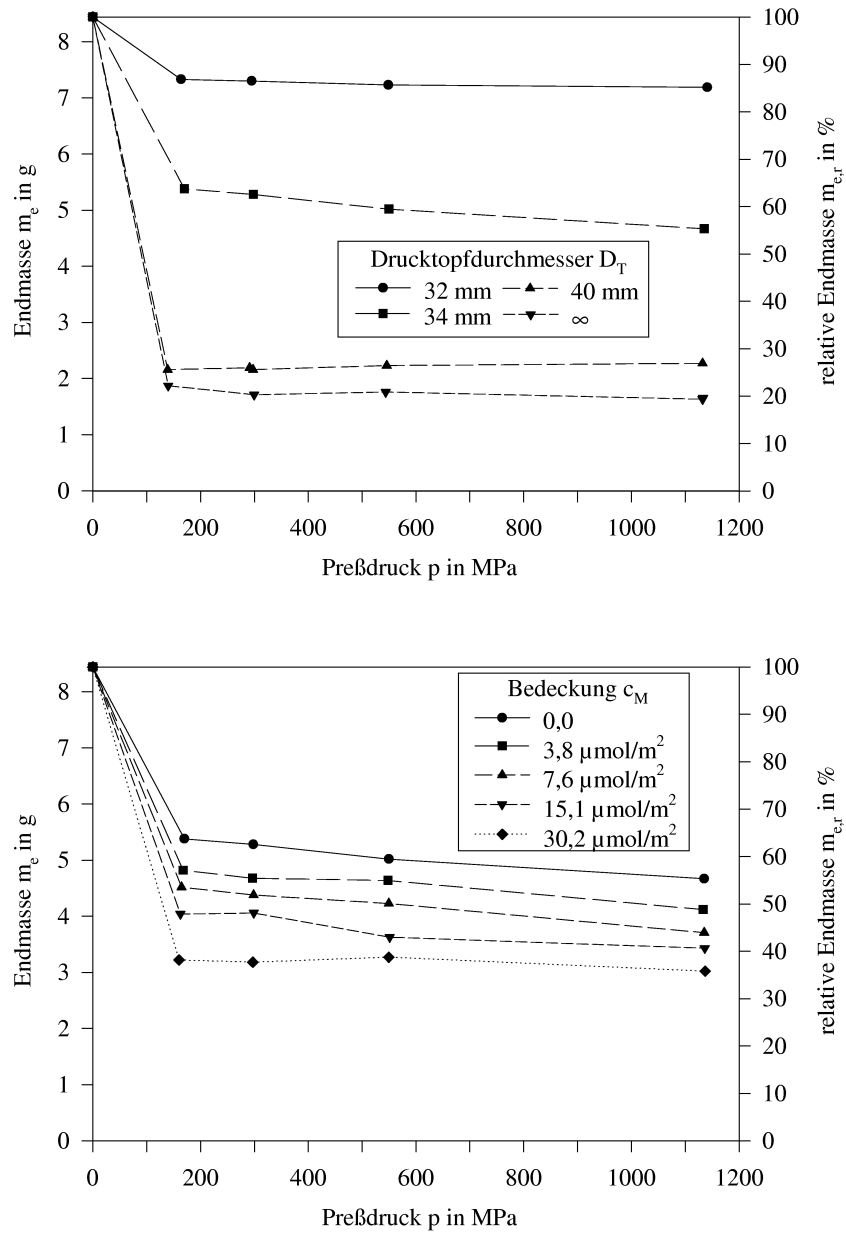 100
8
90
80
7
70
6
60
5
50
4
40
3
30
2
20
1
10
0
0
0 200 400 600 800 1000 1200
Preßdruck p in MPa
Endmasse m_e in g
relative Endmasse m_e,r in %
Drucktopfdurchmesser D_T
32 mm 40 mm
34 mm ∞
100
8
90
80
7
70
6
60
5
50
4
40
3
30
2
20
1
10
0
0
0 200 400 600 800 1000 1200
Preßdruck p in MPa
Endmasse m_e in g
relative Endmasse m_e,r in %
Bedeckung c_M
0,0
3,8 µmol/m²
7,6 µmol/m²
15,1 µmol/m²
30,2 µmol/m²